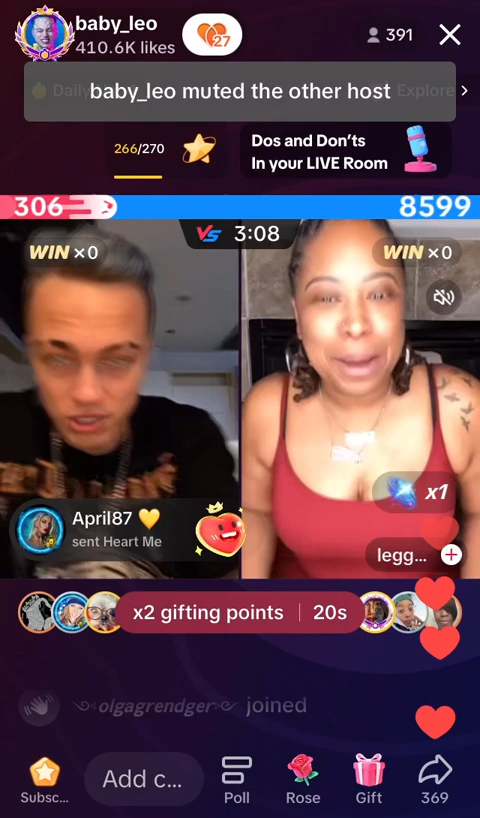 baby_leo
410.6K likes
27
391
baby_leo muted the other host
266/270
Dos and Don'ts
In your LIVE Room
306
8599
VS 3:08
WIN ×0
WIN ×0
x1
April87
sent Heart Me
legg...
x2 gifting points | 20s
olgagrendger joined
Subsc...
Add c...
Poll
Rose
Gift
369